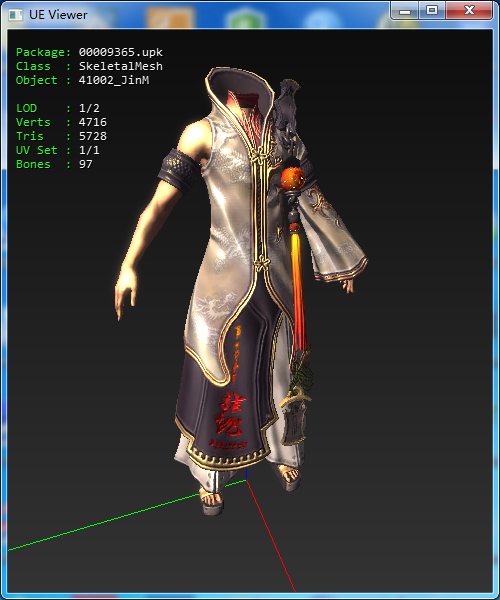 UE Viewer
Package: 00009365.upk
Class : SkeletalMesh
Object : 41002_JinM
LOD : 1/2
Verts : 4716
Tris : 5728
UV Set : 1/1
Bones : 97